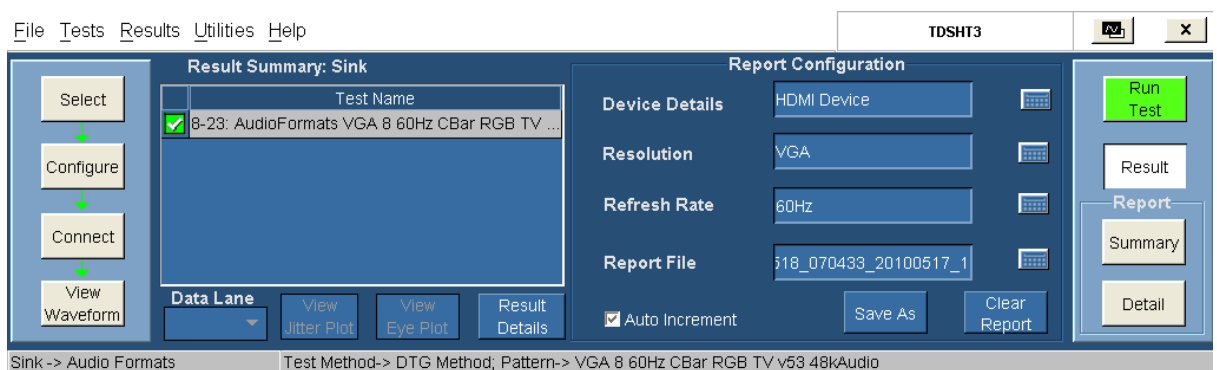 File Tests Results Utilities Help
TDSHT3
x
Select
Configure
Connect
View
Waveform
Result Summary: Sink
Test Name
8-23: AudioFormats VGA 8 60Hz CBar RGB TV ...
Data Lane
View
Jitter Plot
View
Eye Plot
Result
Details
Report Configuration
Device Details
HDMI Device
Resolution
VGA
Refresh Rate
60Hz
Report File
518_070433_20100517_1
Auto Increment
Save As
Clear
Report
Run
Test
Result
Report
Summary
Detail
Sink -> Audio Formats
Test Method-> DTG Method; Pattern-> VGA 8 60Hz CBar RGB TV v53 48kAudio